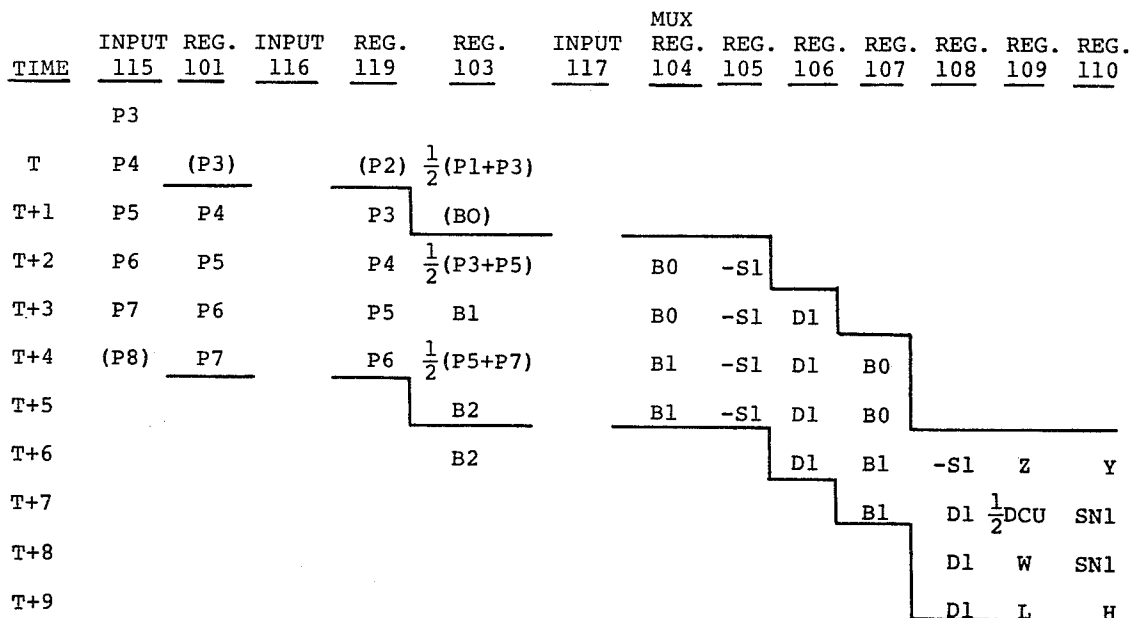 MUX
INPUT REG. INPUT REG. REG. INPUT REG. REG. REG. REG. REG. REG. REG.
TIME 115 101 116 119 103 117 104 105 106 107 108 109 110
P3
T P4 (P3) (P2) 1/2(P1+P3)
T+1 P5 P4 P3 (BO)
T+2 P6 P5 P4 1/2(P3+P5) B0 -S1
T+3 P7 P6 P5 B1 B0 -S1 D1
T+4 (P8) P7 P6 1/2(P5+P7) B1 -S1 D1 B0
T+5 B2 B1 -S1 D1 B0
T+6 B2 D1 B1 -S1 Z Y
T+7 B1 D1 1/2DCU SN1
T+8 D1 W SN1
T+9 D1 L H